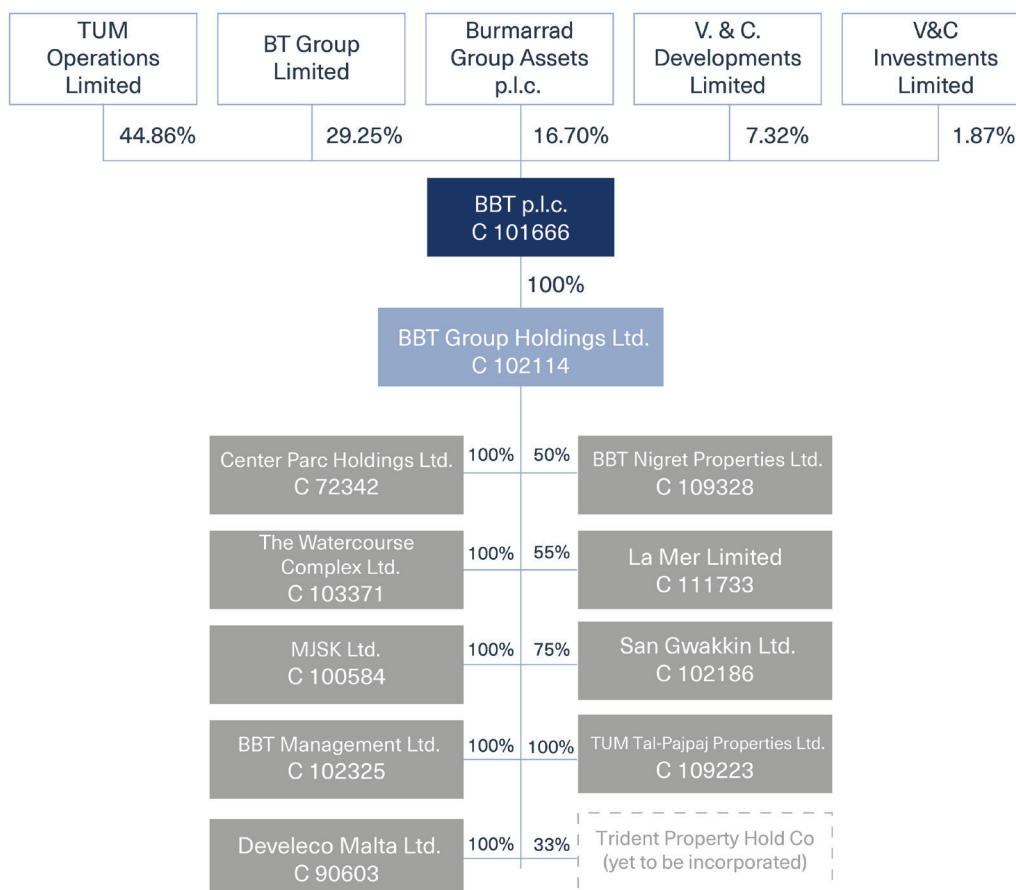 TUM
Operations
Limited
BT Group
Limited
Burmarrad
Group Assets
p.l.c.
V. & C.
Developments
Limited
V&C
Investments
Limited
44.86%
29.25%
16.70%
7.32%
1.87%
BBT p.l.c.
C 101666
100%
BBT Group Holdings Ltd.
C 102114
Center Parc Holdings Ltd.
C 72342
100%
50%
BBT Nigret Properties Ltd.
C 109328
The Watercourse
Complex Ltd.
C 103371
100%
55%
La Mer Limited
C 111733
MJSK Ltd.
C 100584
100%
75%
San Gwakkin Ltd.
C 102186
BBT Management Ltd.
C 102325
100%
100%
TUM Tal-Pajpaj Properties Ltd.
C 109223
Develeco Malta Ltd.
C 90603
100%
33%
Trident Property Hold Co
(yet to be incorporated)